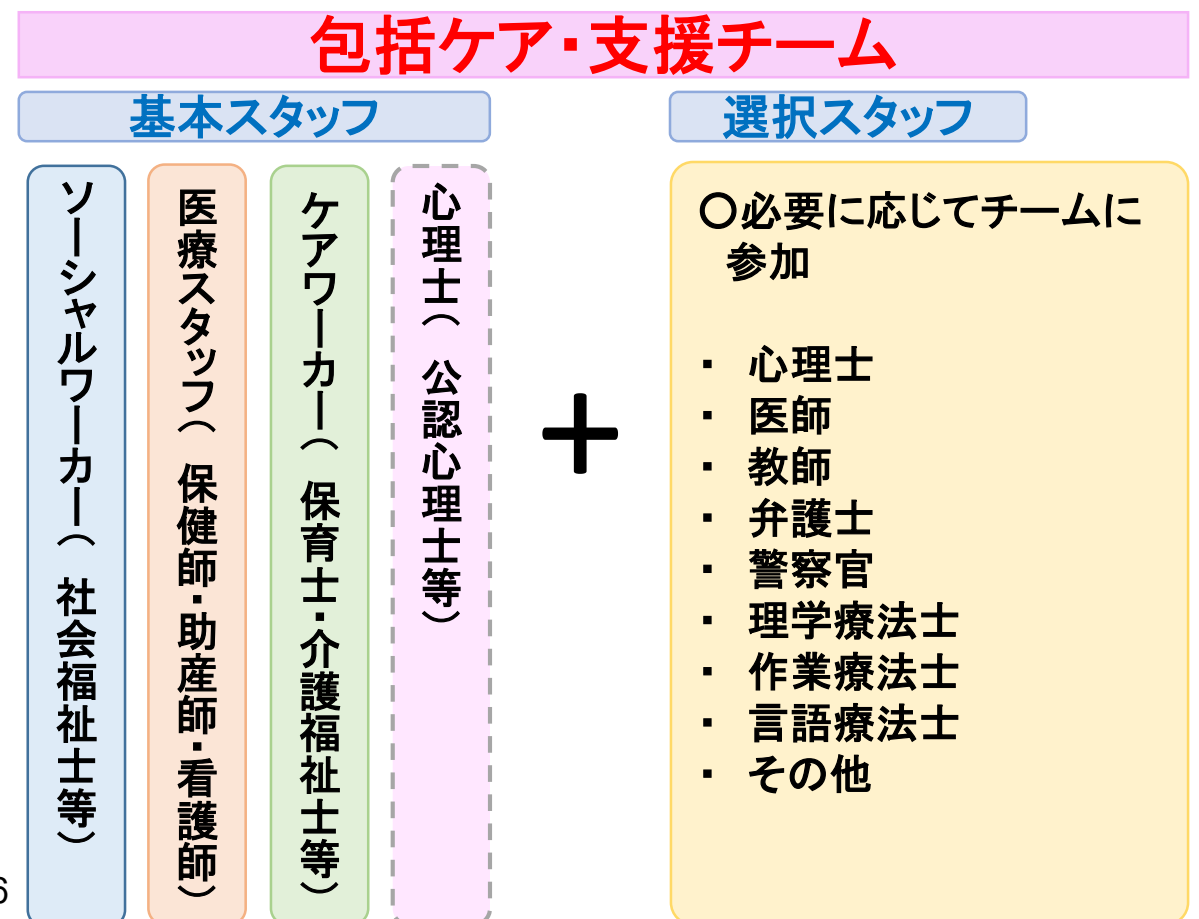 包括ケア・支援チーム
基本スタッフ
ソーシャルワーカー(社会福祉士等)
医療スタッフ(保健師・助産師・看護師)
ケアワーカー(保育士・介護福祉士等)
心理士(公認心理士等)
+
選択スタッフ
〇必要に応じてチームに
参加
・ 心理士
・ 医師
・ 教師
・ 弁護士
・ 警察官
・ 理学療法士
・ 作業療法士
・ 言語療法士
・ その他
6